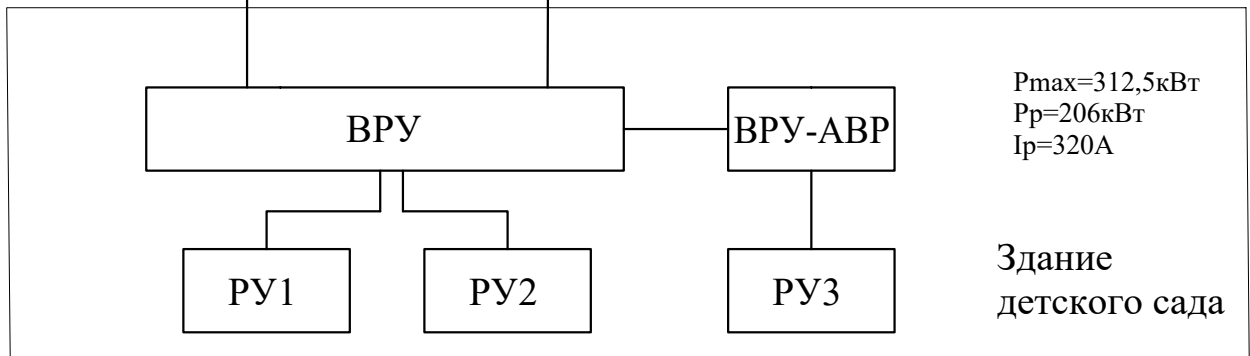 ВРУ
ВРУ-АВР
Pmax=312,5кВт
Pр=206кВт
Iр=320А
РУ1
РУ2
РУ3
Здание
детского сада